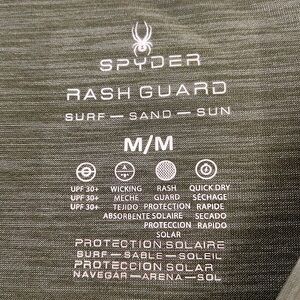 SPYDER
RASH GUARD
SURF — SAND — SUN
M/M
UPF 30+ WICKING RASH GUARD QUICK DRY
UPF 30+ MECHE PROTECTION SÉCHAGE
UPF 30+ TEJIDO SOLAIRE RAPIDE
ABSORBENTE PROTECCION SECADO
SOLAR RAPIDO
PROTECTION SOLAIRE
SURF — SABLE — SOLEIL
PROTECCION SOLAR
NAVEGAR — ARENA — SOL